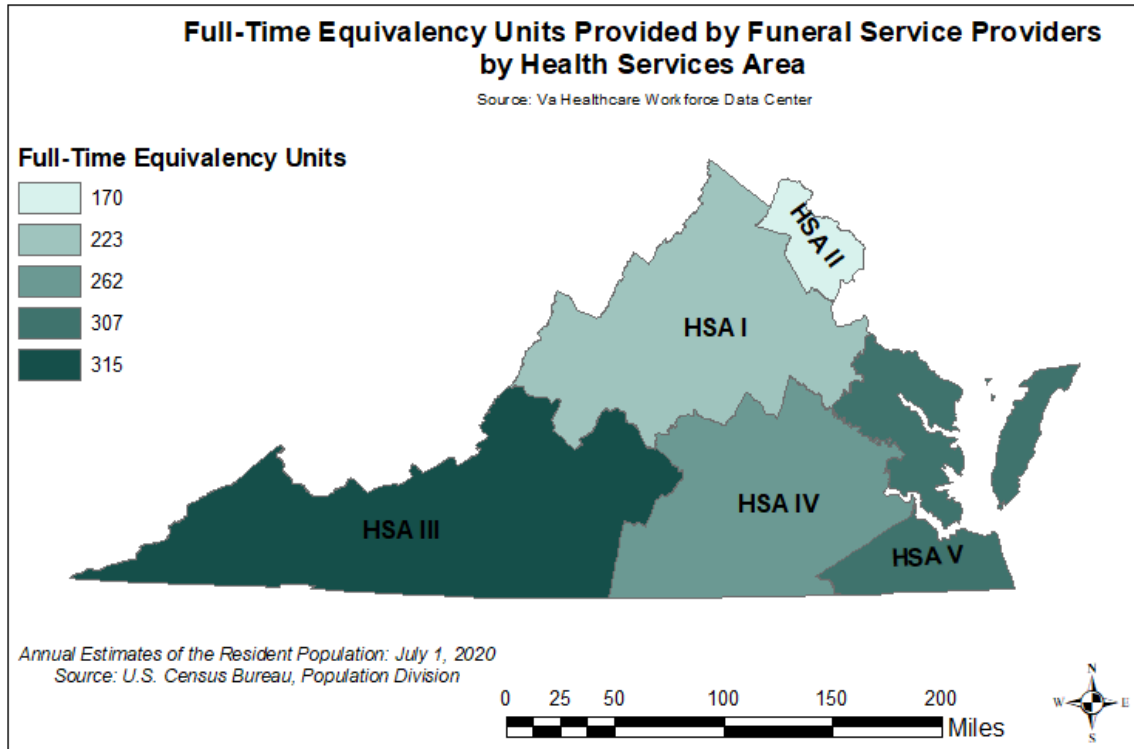 Full-Time Equivalency Units Provided by Funeral Service Providers
by Health Services Area
Source: Va Healthcare Workforce Data Center
Full-Time Equivalency Units
170
223
262
307
315
HSA II
HSA I
HSA IV
HSA III
HSA V
Annual Estimates of the Resident Population: July 1, 2020
Source: U.S. Census Bureau, Population Division
0 25 50 100 150 200
Miles
N
W E
S